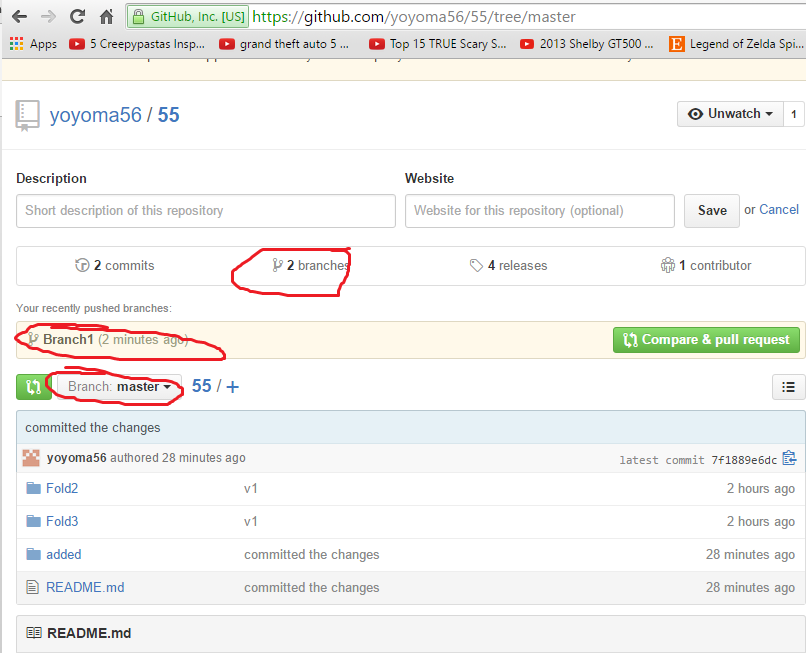 GitHub, Inc. [US] https://github.com/yoyoma56/55/tree/master
Apps 5 Creepypastas Insp... grand theft auto 5 ... Top 15 TRUE Scary S... 2013 Shelby GT500 ... E Legend of Zelda Spi...
yoyoma56 / 55 Unwatch 1
Description Website
Short description of this repository Website for this repository (optional) Save or Cancel
2 commits 2 branches 4 releases 1 contributor
Your recently pushed branches:
Branch1 (2 minutes ago) Compare & pull request
Branch: master 55 / +
committed the changes
yoyoma56 authored 28 minutes ago latest commit 7f1889e6dc
Fold2 v1 2 hours ago
Fold3 v1 2 hours ago
added committed the changes 28 minutes ago
README.md committed the changes 28 minutes ago
README.md